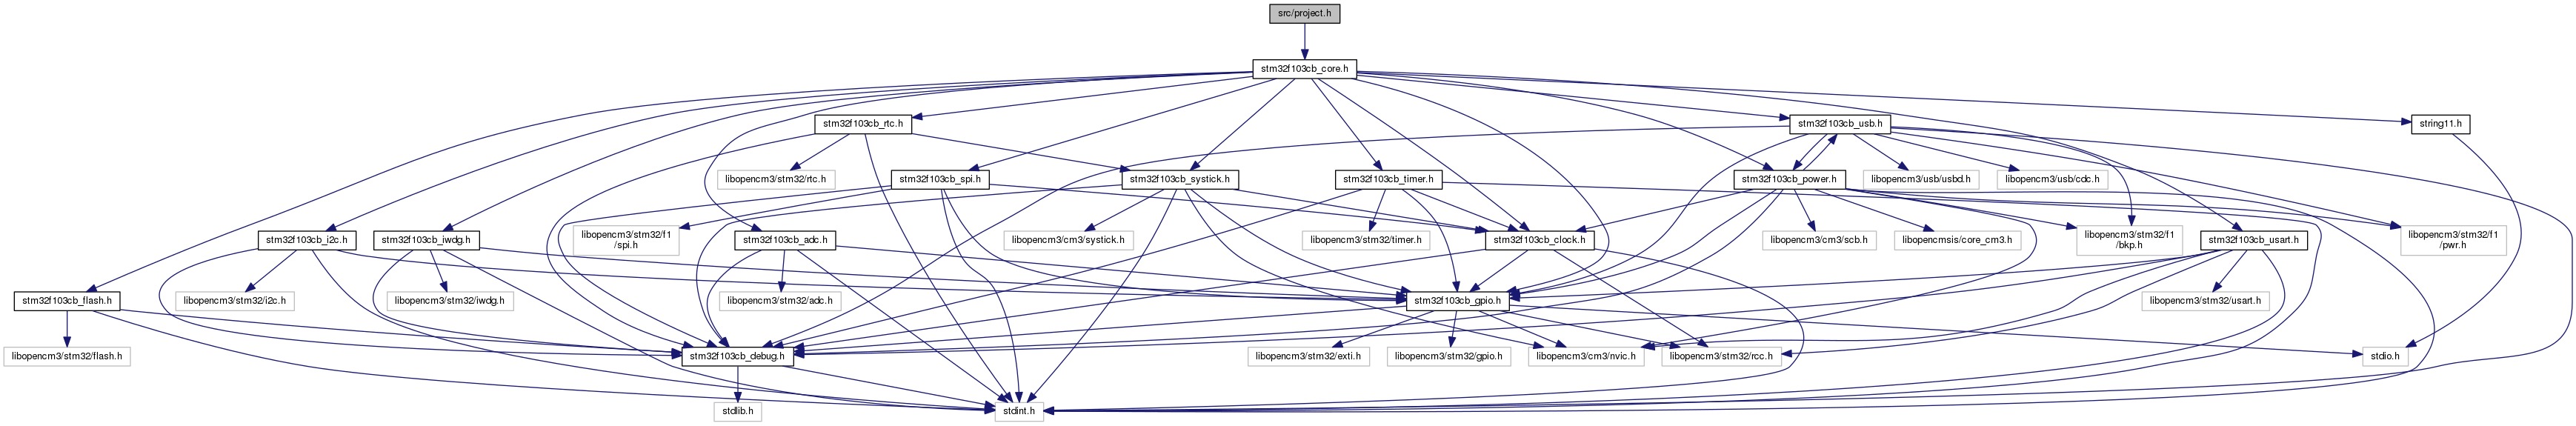 src/project.h
stm32f103cb_core.h
stm32f103cb_rtc.h
stm32f103cb_usb.h
string11.h
libopencm3/stm32/rtc.h
stm32f103cb_spi.h
stm32f103cb_systick.h
stm32f103cb_timer.h
stm32f103cb_power.h
libopencm3/usb/usbd.h
libopencm3/usb/cdc.h
stm32f103cb_i2c.h
stm32f103cb_iwdg.h
libopencm3/stm32/f1
/spi.h
stm32f103cb_adc.h
libopencm3/cm3/systick.h
libopencm3/stm32/timer.h
stm32f103cb_clock.h
libopencm3/cm3/scb.h
libopencmsis/core_cm3.h
libopencm3/stm32/f1
/bkp.h
stm32f103cb_usart.h
libopencm3/stm32/f1
/pwr.h
stm32f103cb_flash.h
libopencm3/stm32/i2c.h
libopencm3/stm32/iwdg.h
libopencm3/stm32/adc.h
stm32f103cb_gpio.h
libopencm3/stm32/usart.h
libopencm3/stm32/flash.h
stm32f103cb_debug.h
libopencm3/stm32/exti.h
libopencm3/stm32/gpio.h
libopencm3/cm3/nvic.h
libopencm3/stm32/rcc.h
stdio.h
stdlib.h
stdint.h